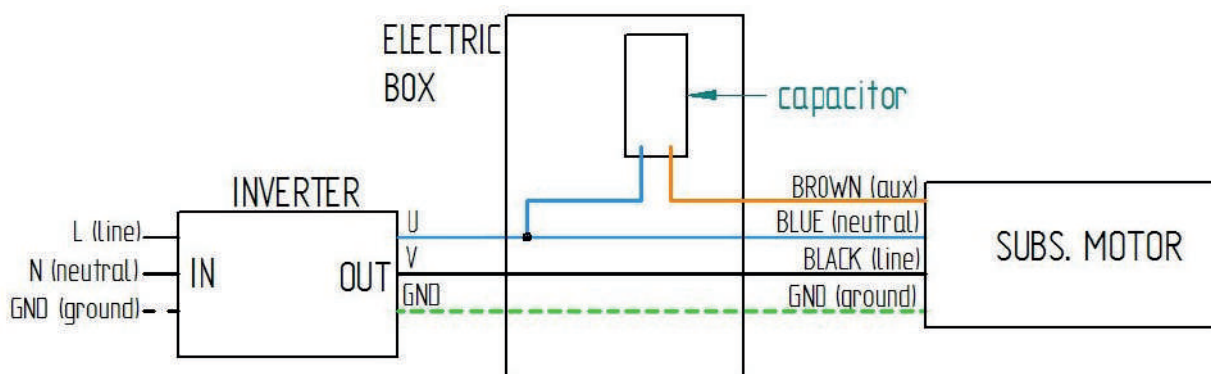 ELECTRIC
BOX
capacitor
INVERTER
L (line)
N (neutral)
GND (ground)
IN
OUT
U
V
GND
BROWN (aux)
BLUE (neutral)
BLACK (line)
GND (ground)
SUBS. MOTOR